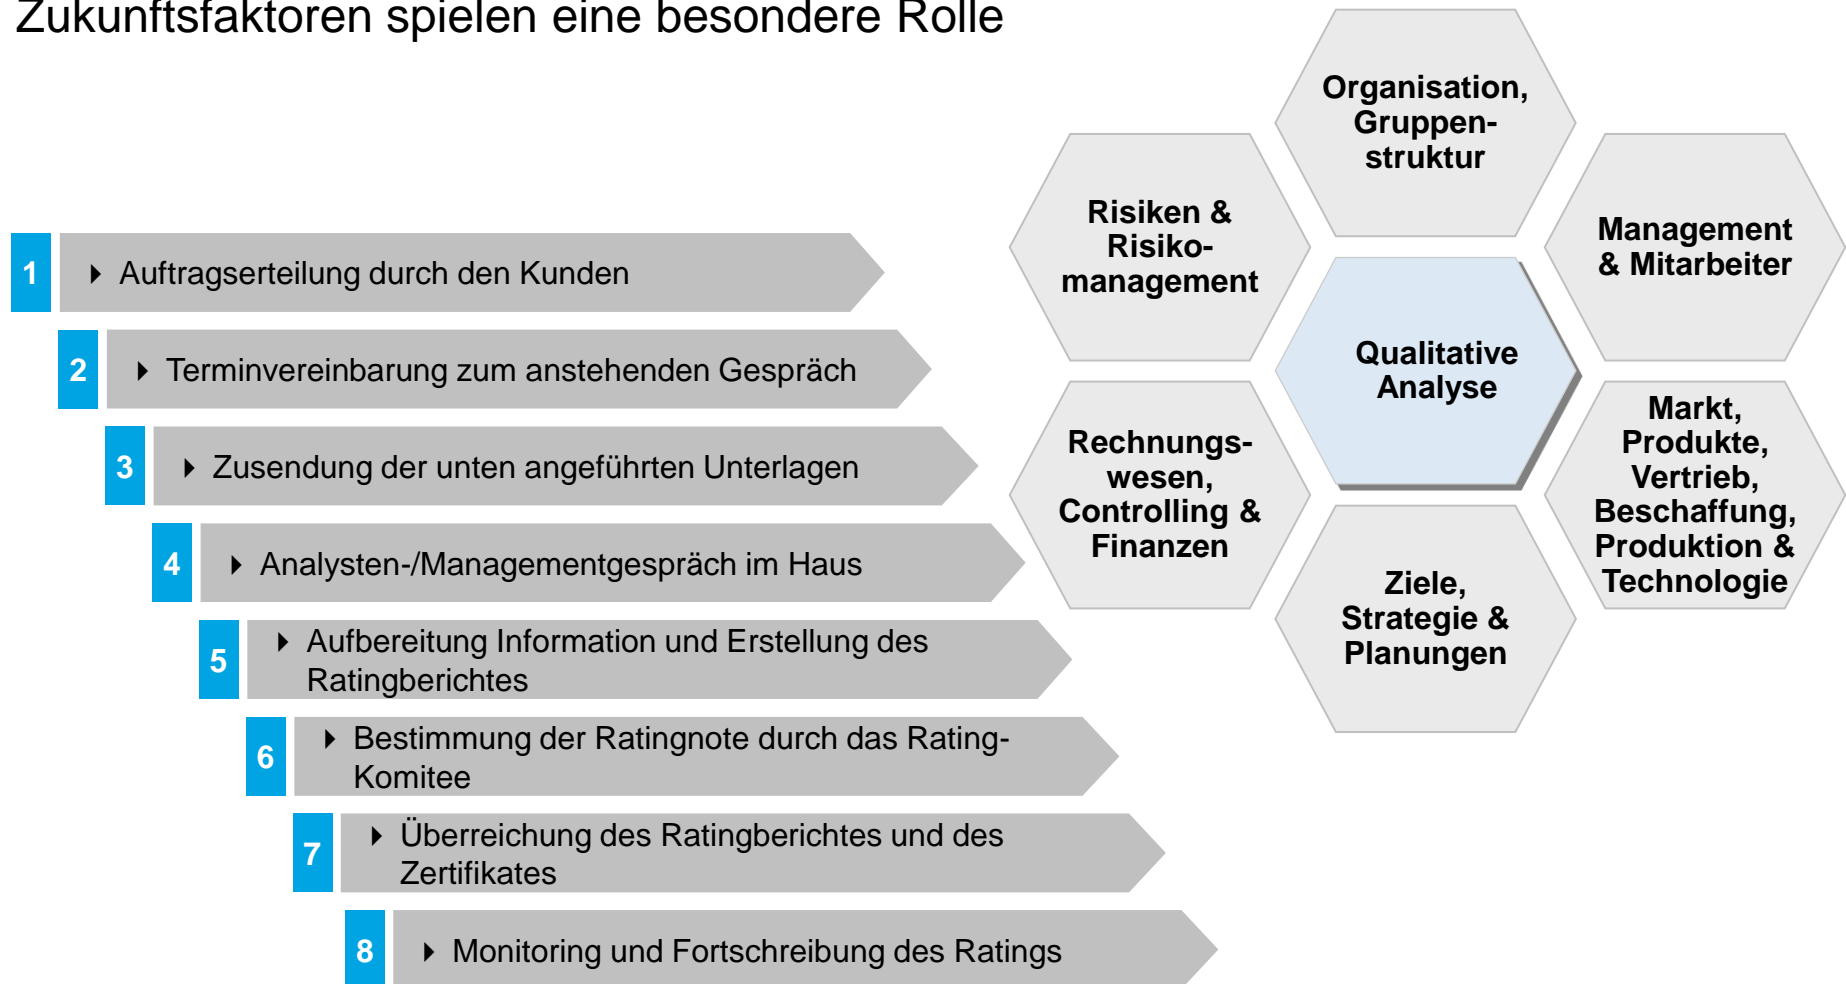 Zukunftsfaktoren spielen eine besondere Rolle
1
Auftragserteilung durch den Kunden
2
Terminvereinbarung zum anstehenden Gespräch
3
Zusendung der unten angeführten Unterlagen
4
Analysten-/Managementgespräch im Haus
5
Aufbereitung Information und Erstellung des
Ratingberichtes
6
Bestimmung der Ratingnote durch das Rating-
Komitee
7
Überreichung des Ratingberichtes und des
Zertifikates
8
Monitoring und Fortschreibung des Ratings
Organisation,
Gruppen-
struktur
Risiken &
Risiko-
management
Management
& Mitarbeiter
Qualitative
Analyse
Rechnungs-
wesen,
Controlling &
Finanzen
Markt,
Produkte,
Vertrieb,
Beschaffung,
Produktion &
Technologie
Ziele,
Strategie &
Planungen